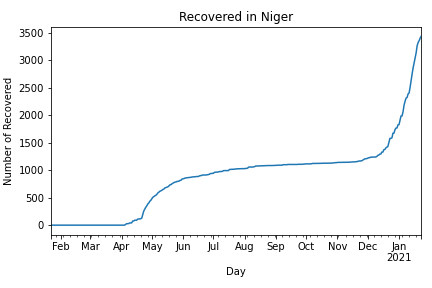 Recovered in Niger
Number of Recovered
3500
3000
2500
2000
1500
1000
500
0
Feb Mar Apr May Jun Jul Aug Sep Oct Nov Dec Jan
2021
Day